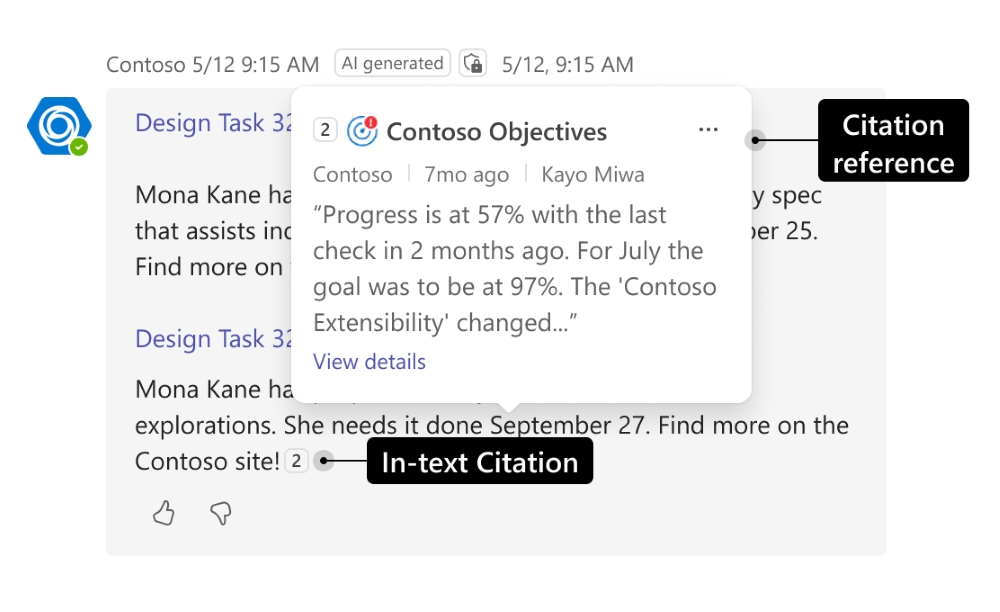 Contoso 5/12 9:15 AM AI generated 5/12, 9:15 AM
Design Task 32
2 Contoso Objectives
Citation
reference
Contoso 7mo ago Kayo Miwa
“Progress is at 57% with the last
check in 2 months ago. For July the
goal was to be at 97%. The 'Contoso
Extensibility' changed...”
View details
Mona Kane ha
y spec
that assists
er 25.
Find more on
Design Task 32
Mona Kane ha
explorations. She needs it done September 27. Find more on the
Contoso site! 2
In-text Citation